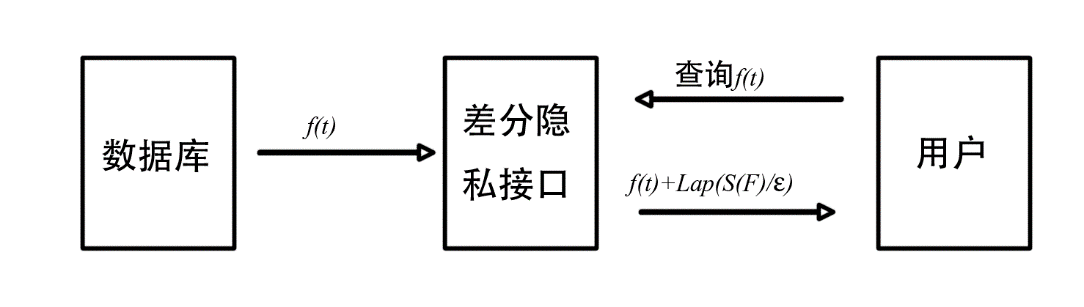 数据库
f(t)
差分隐
私接口
查询f(t)
f(t)+Lap(S(F)/ε)
用户